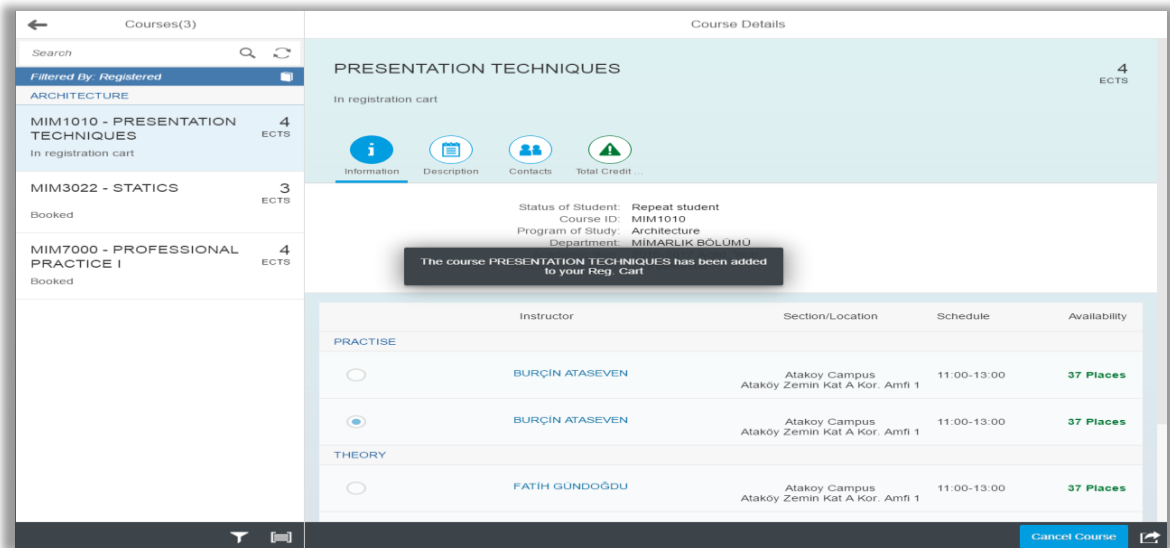 Courses(3)
Search
Filtered By: Registered
ARCHITECTURE
MIM1010 - PRESENTATION
TECHNIQUES
4
ECTS
In registration cart
MIM3022 - STATICS
3
ECTS
Booked
MIM7000 - PROFESSIONAL
PRACTICE I
4
ECTS
Booked
Course Details
PRESENTATION TECHNIQUES
4
ECTS
In registration cart
Information Description Contacts Total Credit ...
Status of Student: Repeat student
Course ID: MIM1010
Program of Study: Architecture
Department: MİMARLIK BÖLÜMÜ
The course PRESENTATION TECHNIQUES has been added
to your Reg. Cart
Instructor Section/Location Schedule Availability
PRACTISE
BURÇİN ATASEVEN Atakoy Campus 11:00-13:00 37 Places
Ataköy Zemin Kat A Kor. Amfi 1
BURÇİN ATASEVEN Atakoy Campus 11:00-13:00 37 Places
Ataköy Zemin Kat A Kor. Amfi 1
THEORY
FATİH GÜNDOĞDU Atakoy Campus 11:00-13:00 37 Places
Ataköy Zemin Kat A Kor. Amfi 1
Cancel Course